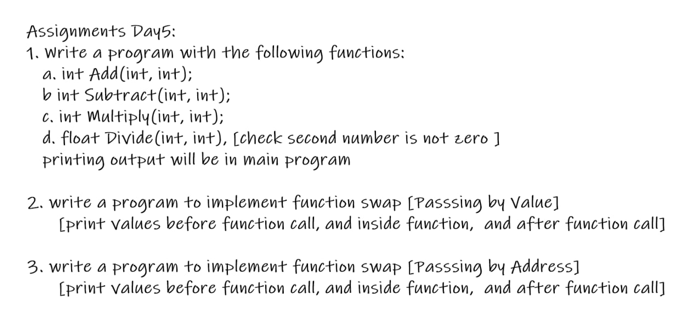 Assignments Day5:
1. Write a program with the following functions:
a. int Add(int, int);
b int Subtract(int, int);
c. int Multiply(int, int);
d. float Divide(int, int), [check second number is not zero ]
printing output will be in main program
2. write a program to implement function swap [Passsing by Value]
[print values before function call, and inside function, and after function call]
3. write a program to implement function swap [Passsing by Address]
[print values before function call, and inside function, and after function call]